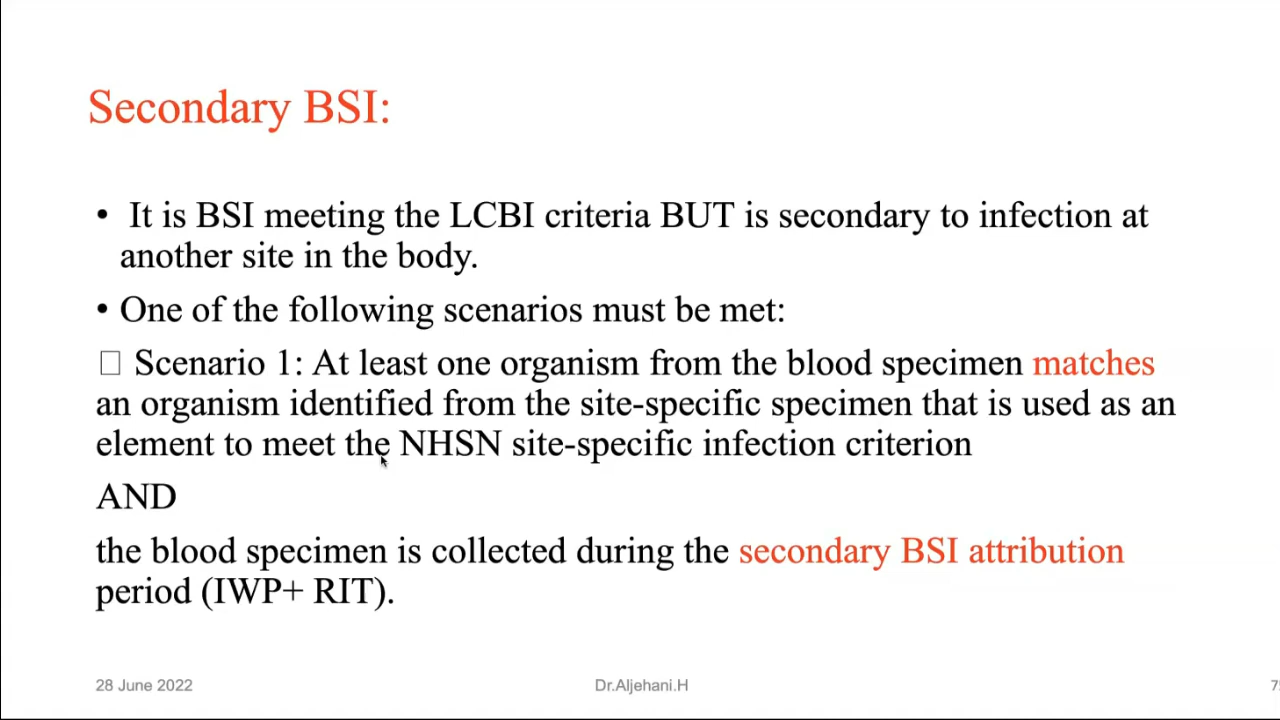 Secondary BSI:
• It is BSI meeting the LCBI criteria BUT is secondary to infection at
another site in the body.
• One of the following scenarios must be met:
□ Scenario 1: At least one organism from the blood specimen matches
an organism identified from the site-specific specimen that is used as an
element to meet the NHSN site-specific infection criterion
AND
the blood specimen is collected during the secondary BSI attribution
period (IWP+ RIT).
28 June 2022
Dr.Aljehani.H